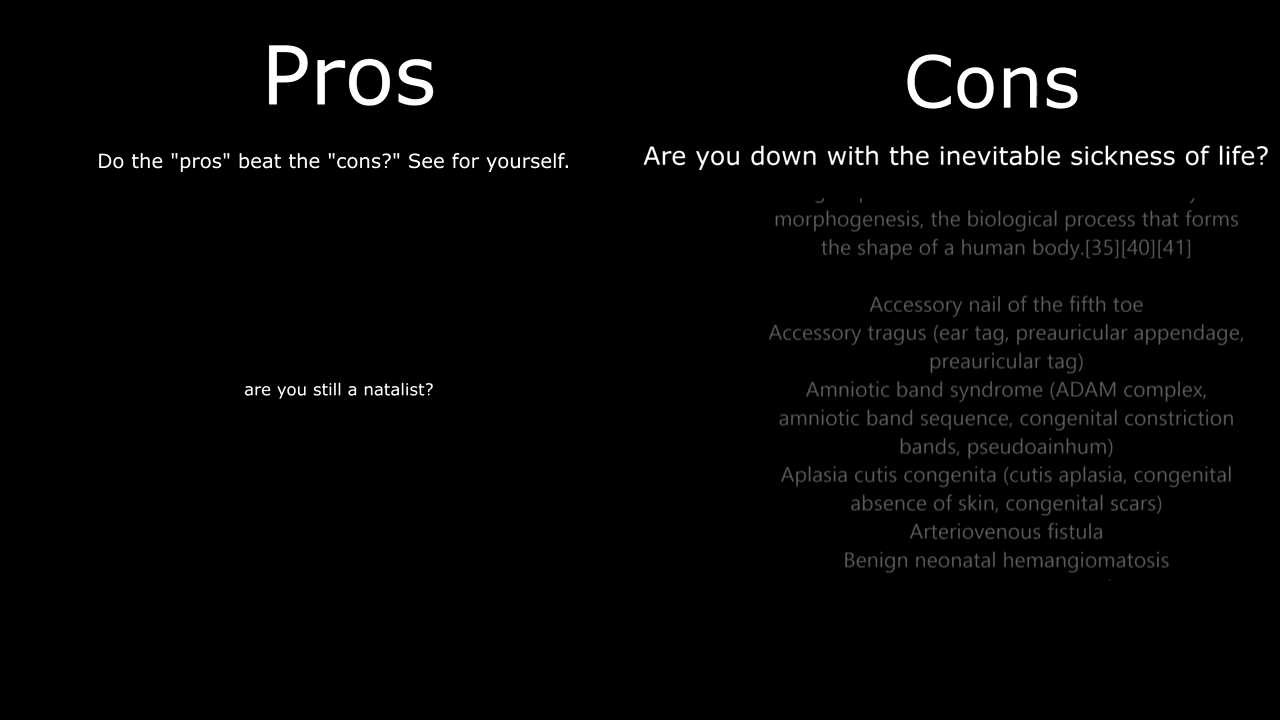 Pros
Do the "pros" beat the "cons?" See for yourself.
are you still a natalist?
Cons
Are you down with the inevitable sickness of life?
morphogenesis, the biological process that forms
the shape of a human body.[35][40][41]
Accessory nail of the fifth toe
Accessory tragus (ear tag, preauricular appendage,
preauricular tag)
Amniotic band syndrome (ADAM complex,
amniotic band sequence, congenital constriction
bands, pseudoainhum)
Aplasia cutis congenita (cutis aplasia, congenital
absence of skin, congenital scars)
Arteriovenous fistula
Benign neonatal hemangiomatosis